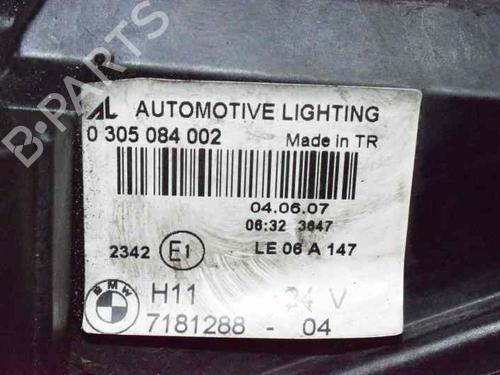 B-PARTS
AL AUTOMOTIVE LIGHTING
0 305 084 002 Made in TR
04.06.07
06:32 3647
2342 E1 LE 06 A 147
BMW H11 24 V
7181288 - 04